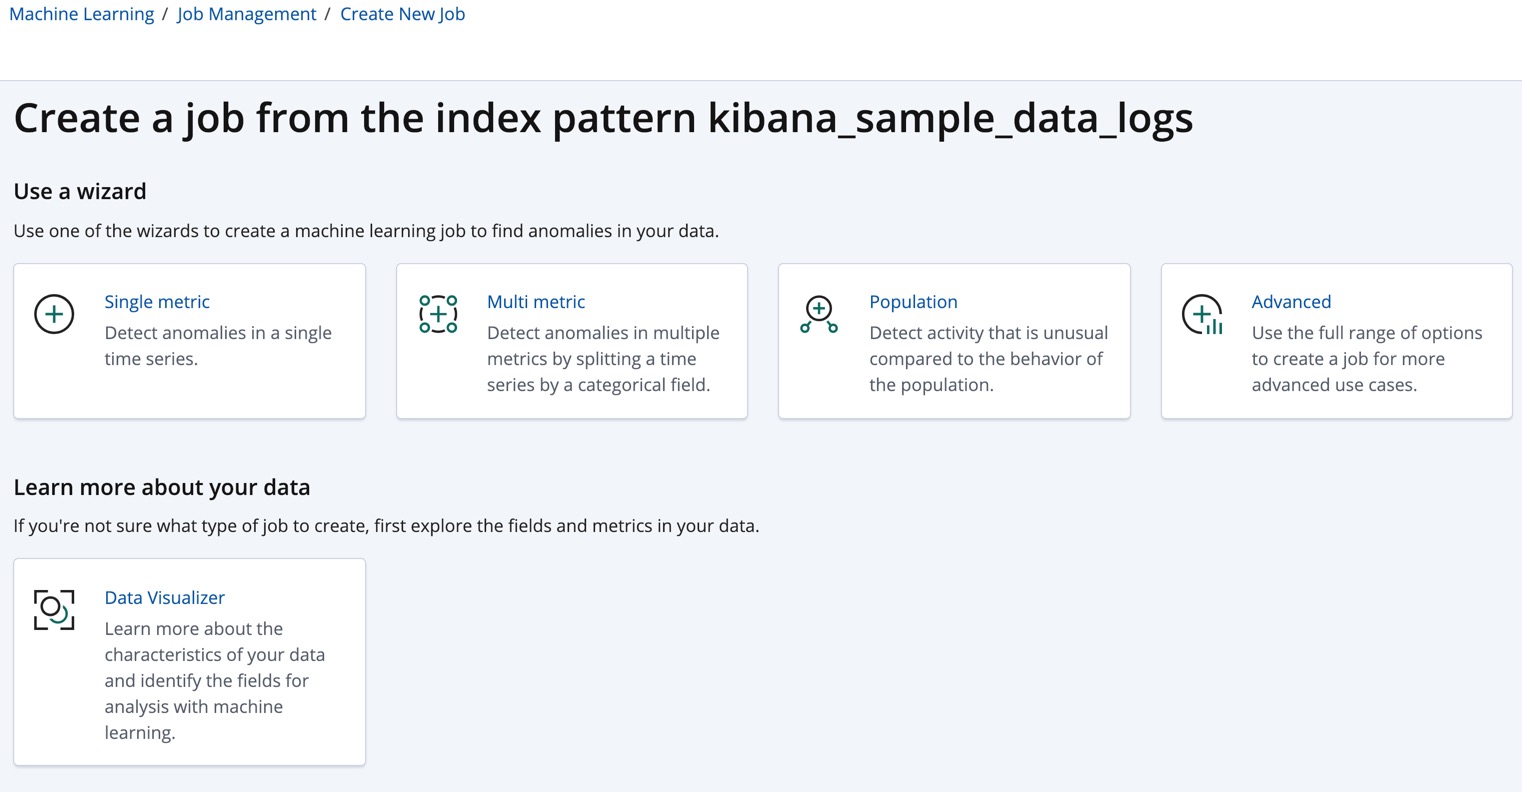 Machine Learning / Job Management / Create New Job
Create a job from the index pattern kibana_sample_data_logs
Use a wizard
Use one of the wizards to create a machine learning job to find anomalies in your data.
Single metric
Detect anomalies in a single
time series.
Multi metric
Detect anomalies in multiple
metrics by splitting a time
series by a categorical field.
Population
Detect activity that is unusual
compared to the behavior of
the population.
Advanced
Use the full range of options
to create a job for more
advanced use cases.
Learn more about your data
If you're not sure what type of job to create, first explore the fields and metrics in your data.
Data Visualizer
Learn more about the
characteristics of your data
and identify the fields for
analysis with machine
learning.